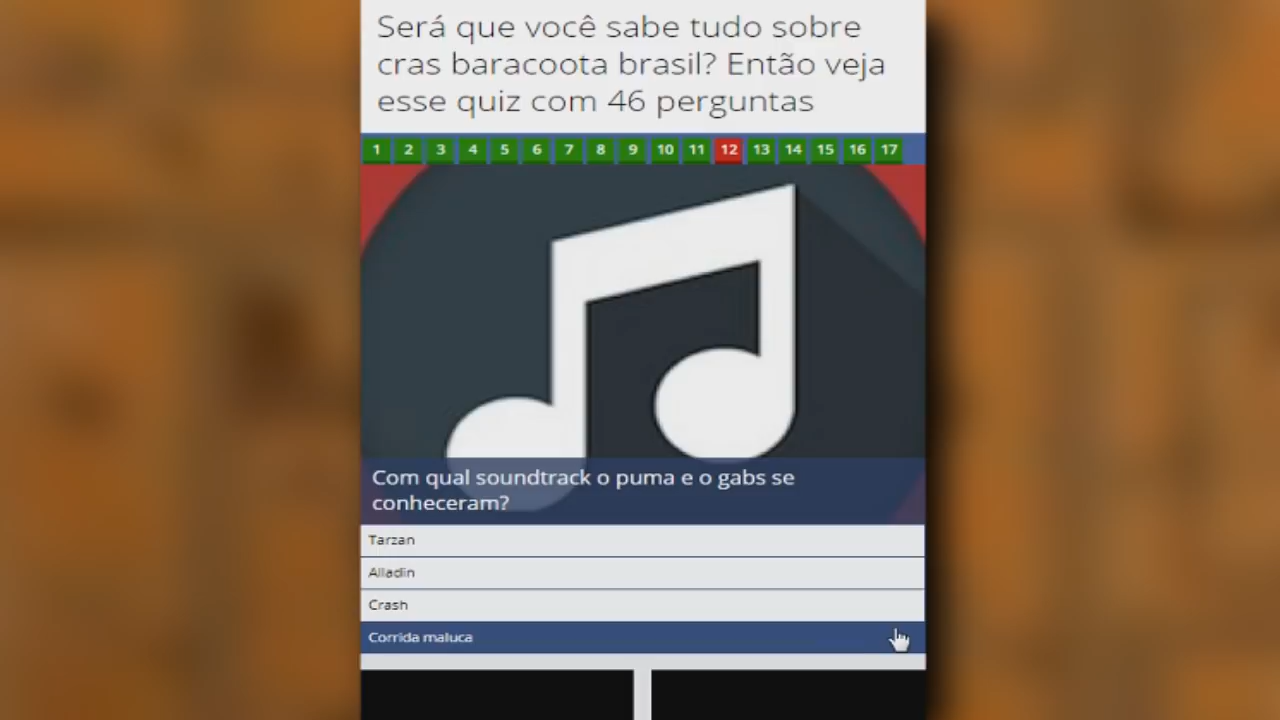 Será que você sabe tudo sobre
cras baracoota brasil? Então veja
esse quiz com 46 perguntas
1 2 3 4 5 6 7 8 9 10 11 12 13 14 15 16 17
Com qual soundtrack o puma e o gabs se
conheceram?
Tarzan
Alladin
Crash
Corrida maluca